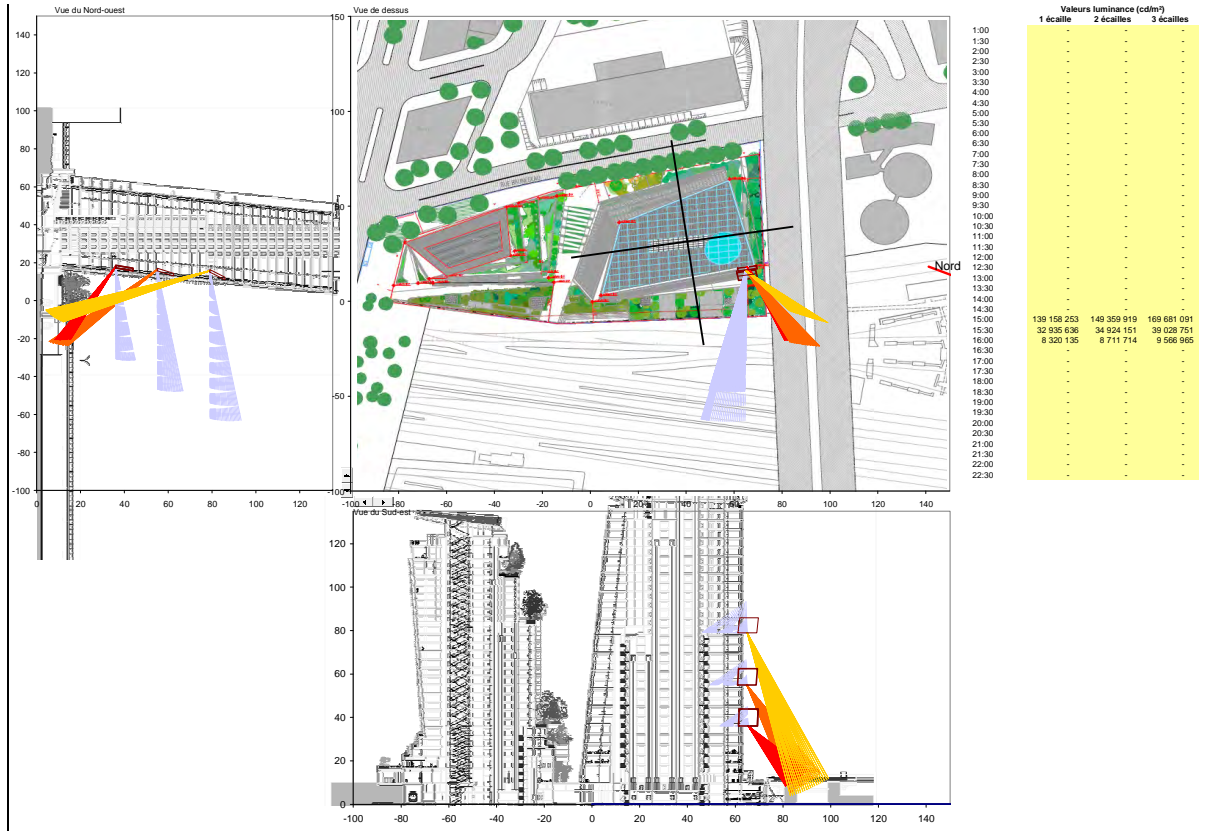 Vue du Nord-ouest
140
120
100
80
60
40
20
0
-20
-40
-60
-80
-100
0
20
40
60
80
100
120
Vue de dessus
150
100
50
0
-50
-100
-100
-80
-60
-40
-20
0
20
40
60
80
100
120
140
RUE BRUNESEAU
Nord
Vue du Sud-est
120
100
80
60
40
20
0
-100
-80
-60
-40
-20
0
20
40
60
80
100
120
140
Valeurs luminance (cd/m²)
1 écaille 2 écailles 3 écailles
1:00 - - -
1:30 - - -
2:00 - - -
2:30 - - -
3:00 - - -
3:30 - - -
4:00 - - -
4:30 - - -
5:00 - - -
5:30 - - -
6:00 - - -
6:30 - - -
7:00 - - -
7:30 - - -
8:00 - - -
8:30 - - -
9:00 - - -
9:30 - - -
10:00 - - -
10:30 - - -
11:00 - - -
11:30 - - -
12:00 - - -
12:30 - - -
13:00 - - -
13:30 - - -
14:00 - - -
14:30 - - -
15:00 139 158 253 149 359 919 169 681 091
15:30 32 935 636 34 924 151 39 028 751
16:00 8 320 135 8 711 714 9 566 965
16:30 - - -
17:00 - - -
17:30 - - -
18:00 - - -
18:30 - - -
19:00 - - -
19:30 - - -
20:00 - - -
20:30 - - -
21:00 - - -
21:30 - - -
22:00 - - -
22:30 - - -